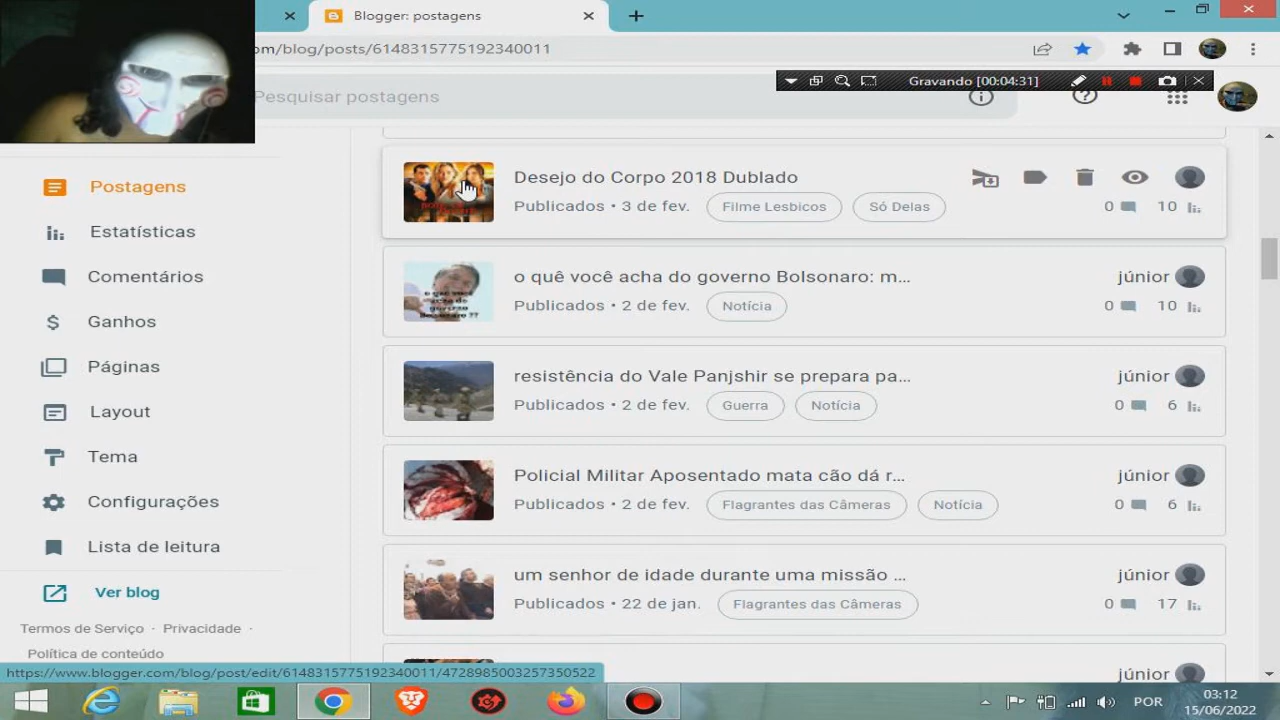 Blogger: postagens
om/blog/posts/6148315775192340011
Gravando [00:04:31]
Pesquisar postagens
Postagens
Estatísticas
Comentários
$ Ganhos
Páginas
Layout
Tema
Configurações
Lista de leitura
Ver blog
Termos de Serviço · Privacidade ·
Política de conteúdo
Desejo do Corpo 2018 Dublado
Publicados • 3 de fev. Filme Lesbicos Só Delas 0 10
o quê você acha do governo Bolsonaro: m... júnior
Publicados • 2 de fev. Notícia 0 10
resistência do Vale Panjshir se prepara pa... júnior
Publicados • 2 de fev. Guerra Notícia 0 6
Policial Militar Aposentado mata cão dá r... júnior
Publicados • 2 de fev. Flagrantes das Câmeras Notícia 0 6
um senhor de idade durante uma missão ... júnior
Publicados • 22 de jan. Flagrantes das Câmeras 0 17
júnior
https://www.blogger.com/blog/post/edit/6148315775192340011/4728985003257350522
POR
03:12
15/06/2022